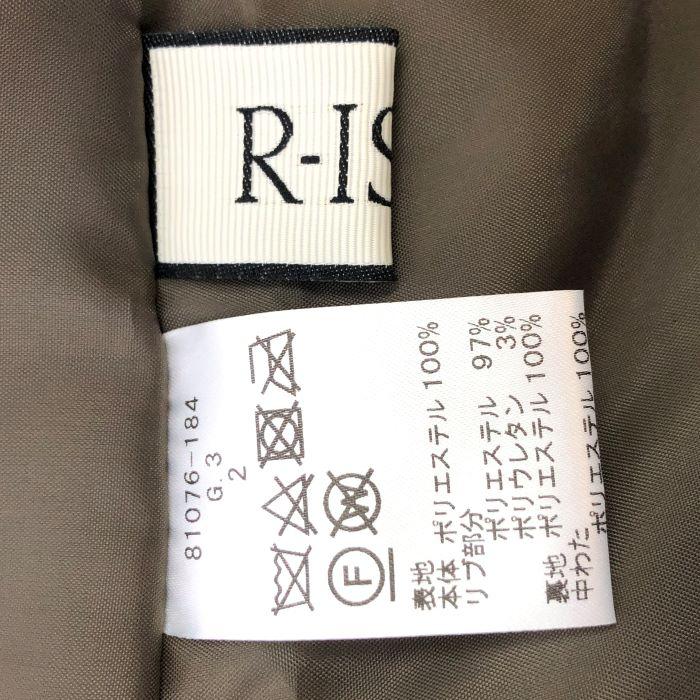 R-IS
81076-184
G. 3
2
F
W
表地
本体 ポリエステル 100%
リブ部分
ポリエステル 97%
ポリウレタン 3%
裏地 ポリエステル 100%
中わた ポリエステル 100%